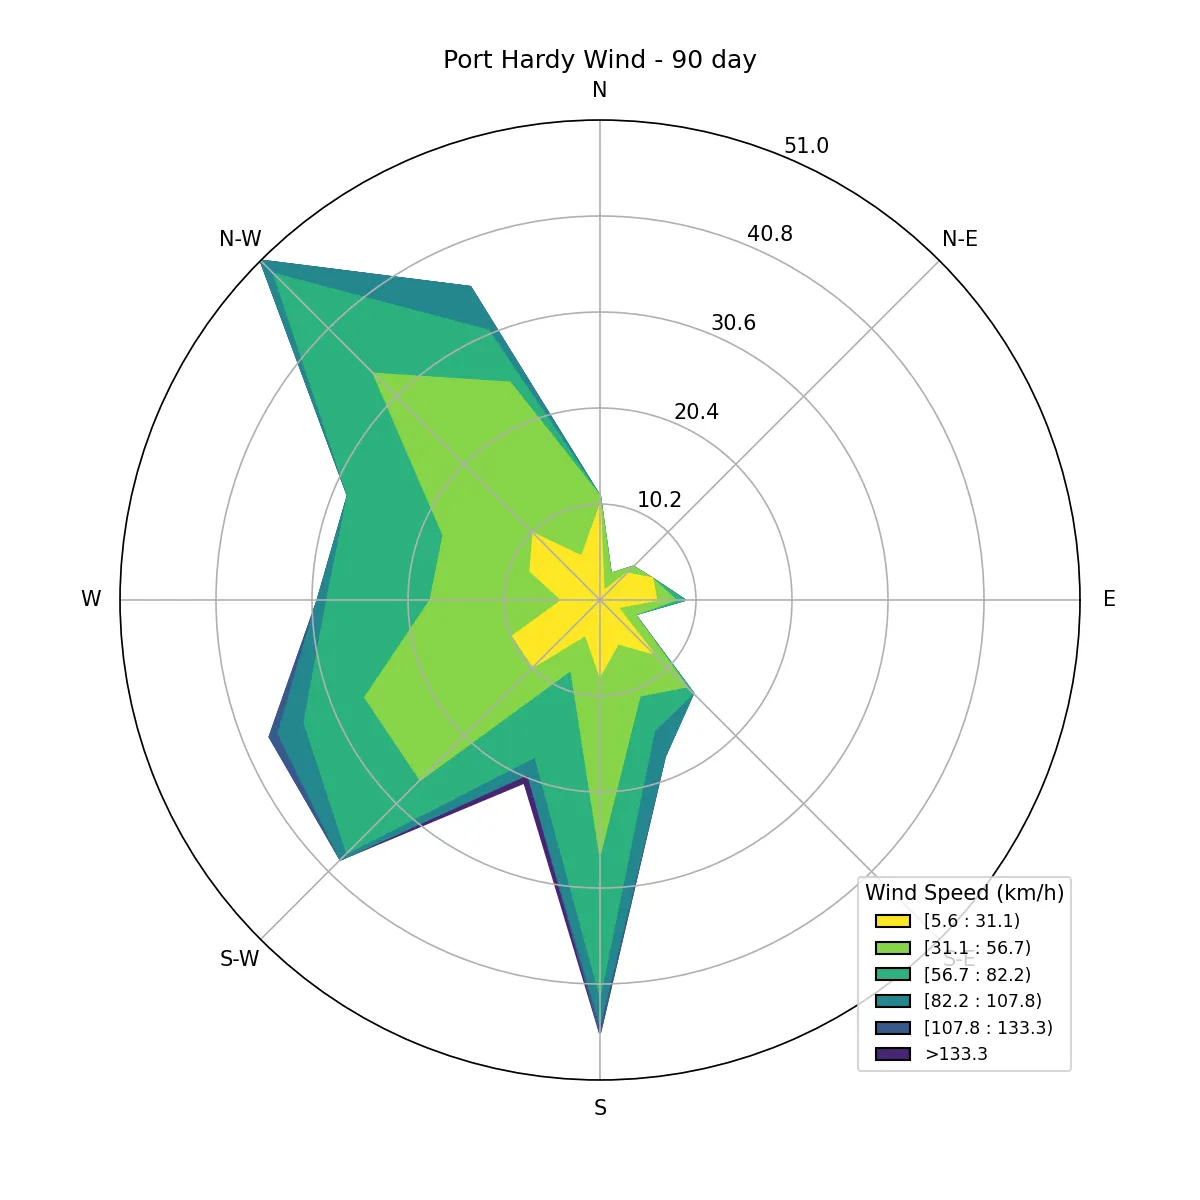 Port Hardy Wind - 90 day
N
51.0
N-W
40.8
N-E
30.6
20.4
10.2
W
E
Wind Speed (km/h)
[5.6 : 31.1)
[31.1 : 56.7)
S-W
S-E
[56.7 : 82.2)
[82.2 : 107.8)
[107.8 : 133.3)
>133.3
S